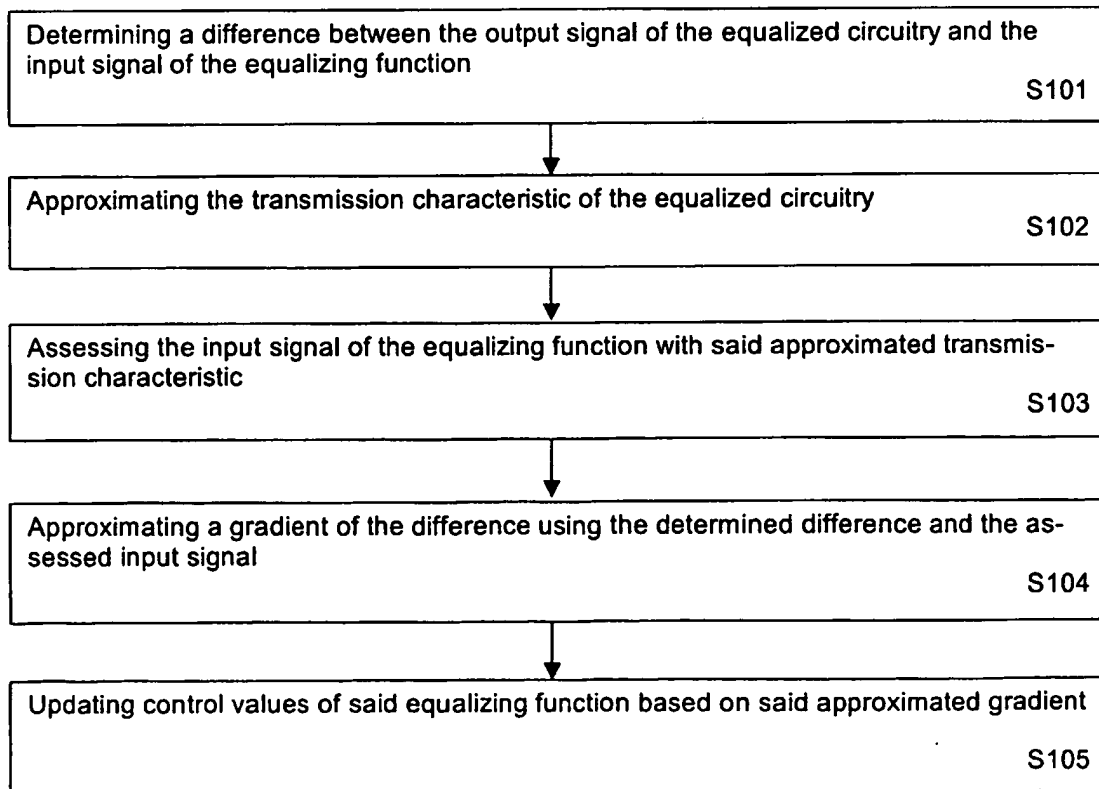 Determining a difference between the output signal of the equalized circuitry and the
input signal of the equalizing function
S101
Approximating the transmission characteristic of the equalized circuitry
S102
Assessing the input signal of the equalizing function with said approximated transmis-
sion characteristic
S103
Approximating a gradient of the difference using the determined difference and the as-
sessed input signal
S104
Updating control values of said equalizing function based on said approximated gradient
S105